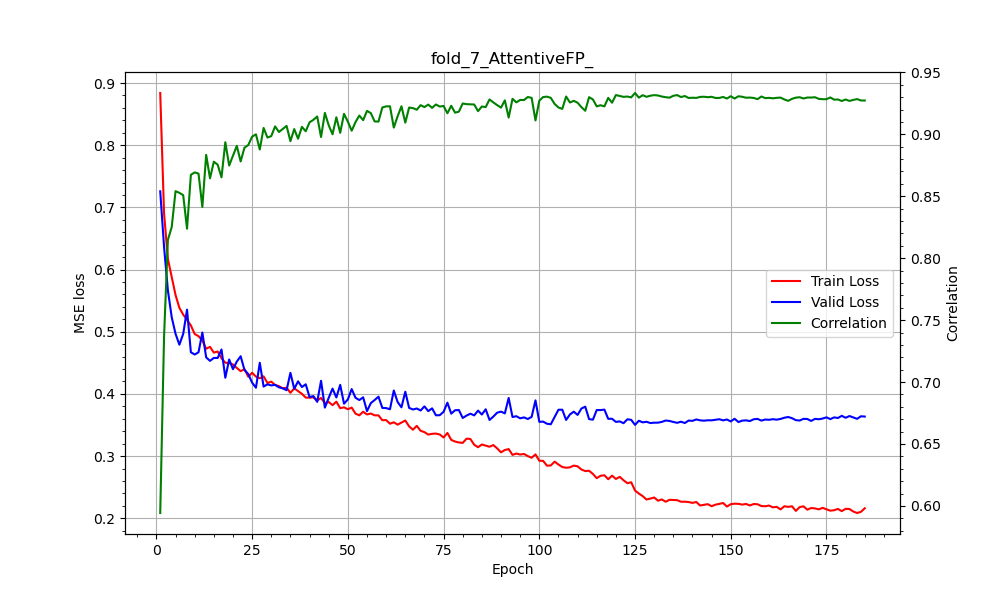 fold_7_AttentiveFP_
0.9
0.8
0.7
0.6
0.5
0.4
0.3
0.2
MSE loss
0.95
0.90
0.85
0.80
0.75
0.70
0.65
0.60
Correlation
Train Loss
Valid Loss
Correlation
0 25 50 75 100 125 150 175
Epoch